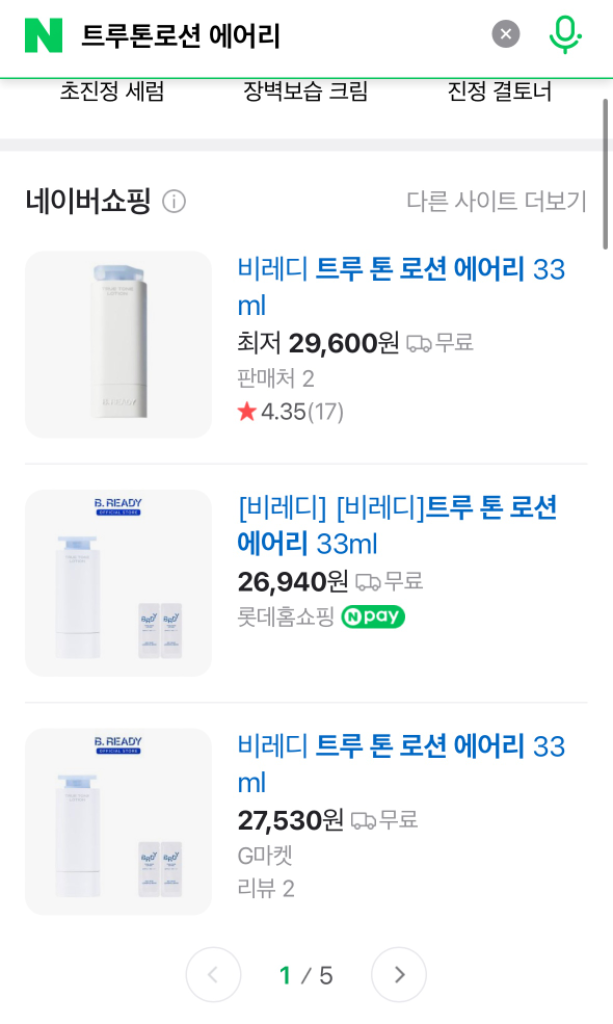 N 트루톤로션 에어리
초진정 세럼 장벽보습 크림 진정 결토너
네이버쇼핑 다른 사이트 더보기
TRUE TONE
LOTION
B.READY
비레디 트루 톤 로션 에어리 33
ml
최저 29,600원 무료
판매처 2
★4.35(17)
B. READY
OFFICIAL STORE
[비레디] [비레디]트루 톤 로션
에어리 33ml
26,940원 무료
롯데홈쇼핑 N pay
B. READY
OFFICIAL STORE
비레디 트루 톤 로션 에어리 33
ml
27,530원 무료
G마켓
리뷰 2
1 / 5